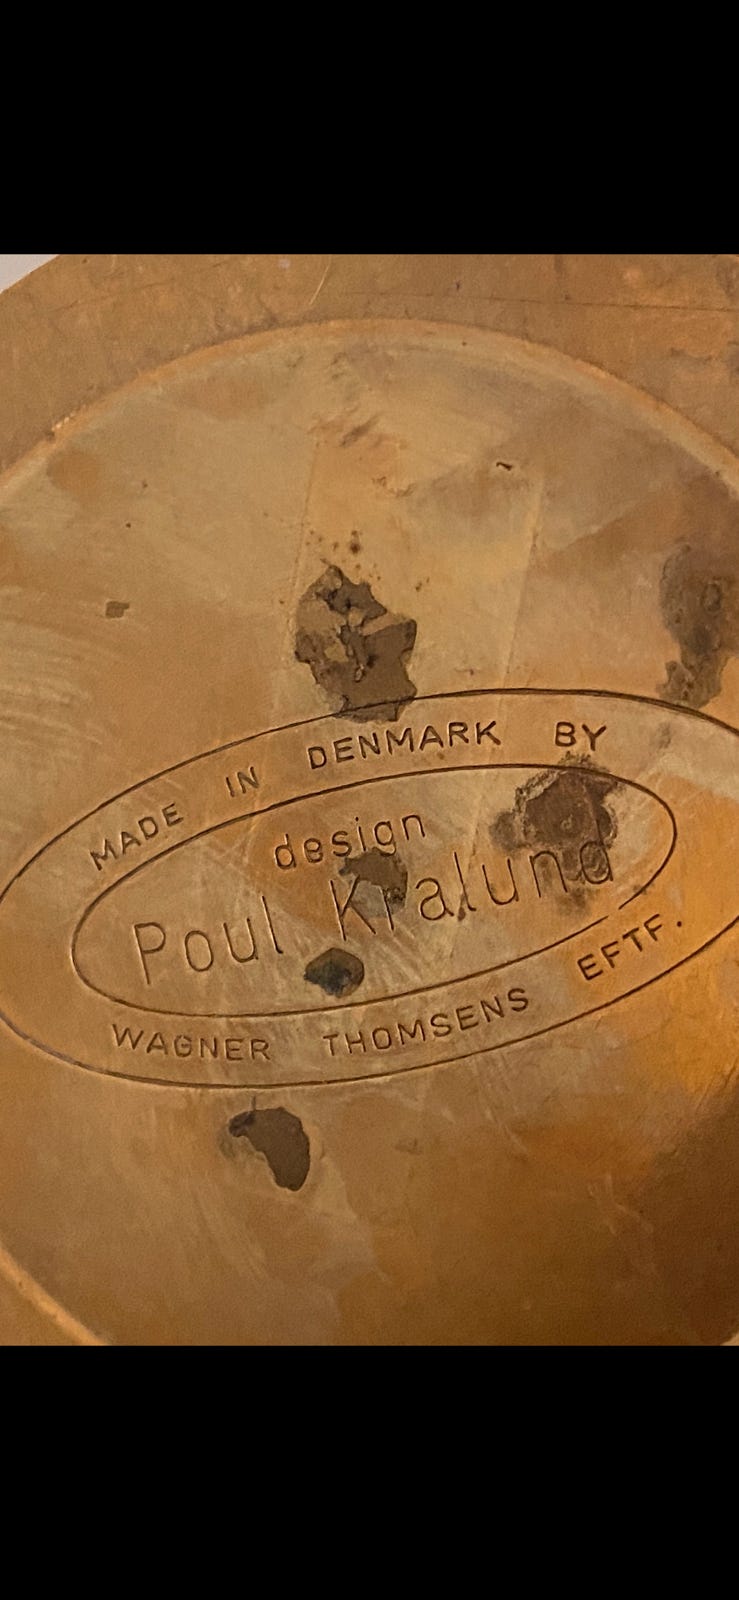 MADE IN DENMARK BY
design
Poul Kralund
WAGNER THOMSENS EFTF.